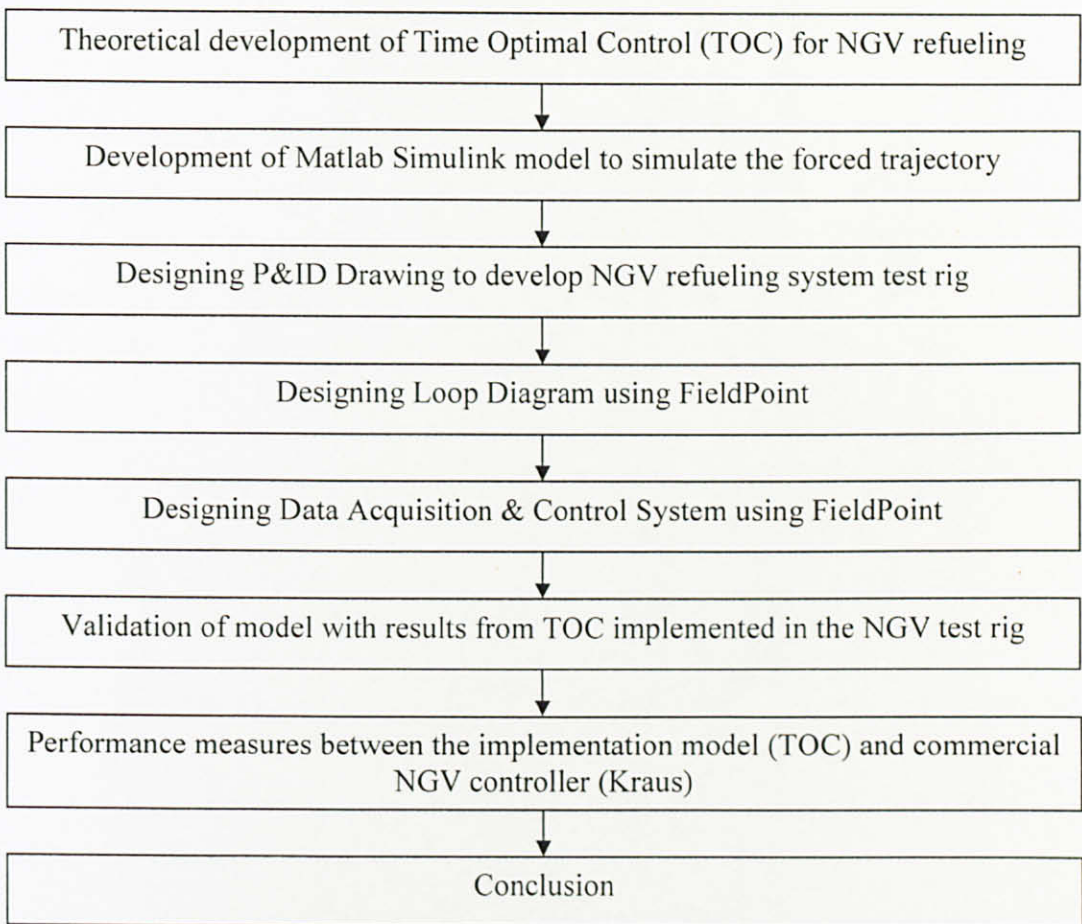 Theoretical development of Time Optimal Control (TOC) for NGV refueling
Development of Matlab Simulink model to simulate the forced trajectory
Designing P&ID Drawing to develop NGV refueling system test rig
Designing Loop Diagram using FieldPoint
Designing Data Acquisition & Control System using FieldPoint
Validation of model with results from TOC implemented in the NGV test rig
Performance measures between the implementation model (TOC) and commercial
NGV controller (Kraus)
Conclusion